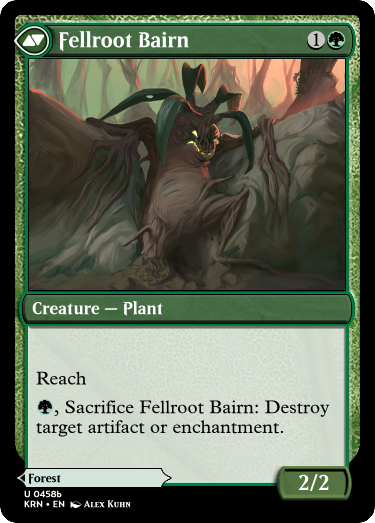 Fellroot Bairn 1
Creature — Plant
Reach
, Sacrifice Fellroot Bairn: Destroy
target artifact or enchantment.
Forest
2/2
U 0458b
KRN • EN Alex Kuhn